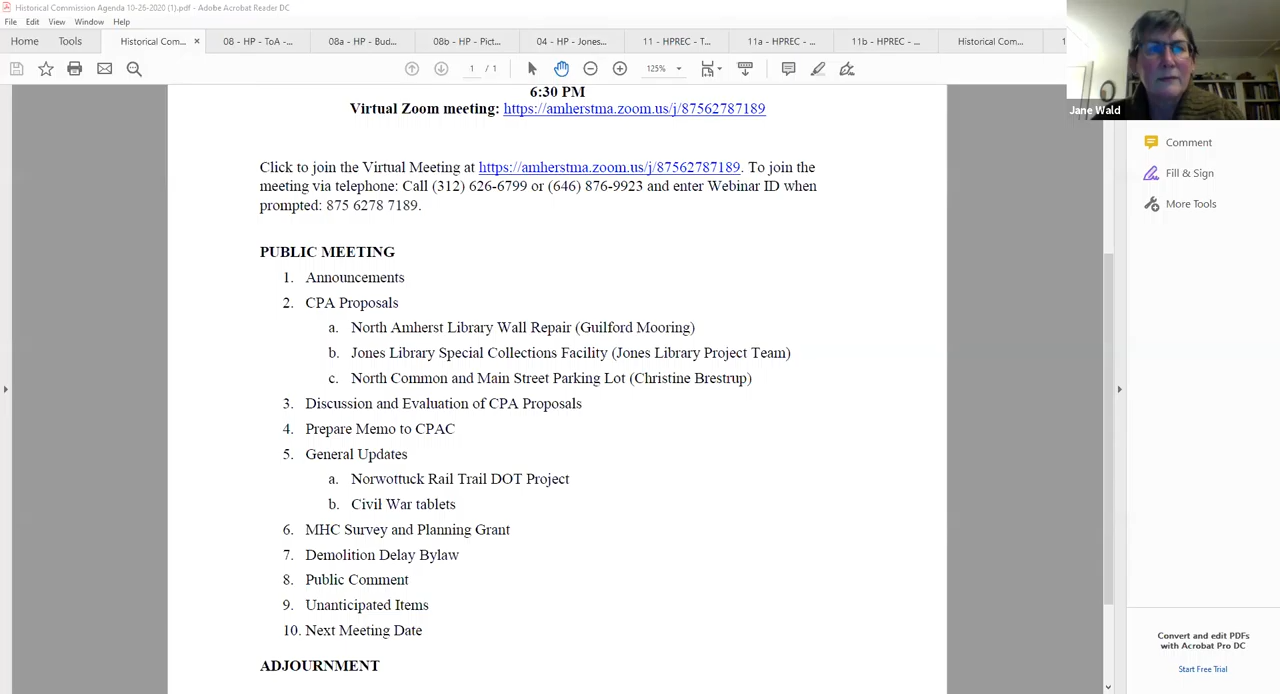 Historical Commission Agenda 10-26-2020 (1).pdf - Adobe Acrobat Reader DC
File Edit View Window Help
Home Tools Historical Com... × 08 - HP - ToA -... 08a - HP - Bud... 08b - HP - Pict... 04 - HP - Jones... 11 - HPREC - T... 11a - HPREC - ... 11b - HPREC - ... Historical Com...
1 / 1 125%
Jane Wald
6:30 PM
Virtual Zoom meeting: https://amherstma.zoom.us/j/87562787189
Click to join the Virtual Meeting at https://amherstma.zoom.us/j/87562787189. To join the
meeting via telephone: Call (312) 626-6799 or (646) 876-9923 and enter Webinar ID when
prompted: 875 6278 7189.
PUBLIC MEETING
1. Announcements
2. CPA Proposals
a. North Amherst Library Wall Repair (Guilford Mooring)
b. Jones Library Special Collections Facility (Jones Library Project Team)
c. North Common and Main Street Parking Lot (Christine Brestrup)
3. Discussion and Evaluation of CPA Proposals
4. Prepare Memo to CPAC
5. General Updates
a. Norwottuck Rail Trail DOT Project
b. Civil War tablets
6. MHC Survey and Planning Grant
7. Demolition Delay Bylaw
8. Public Comment
9. Unanticipated Items
10. Next Meeting Date
ADJOURNMENT
Comment
Fill & Sign
More Tools
Convert and edit PDFs
with Acrobat Pro DC
Start Free Trial